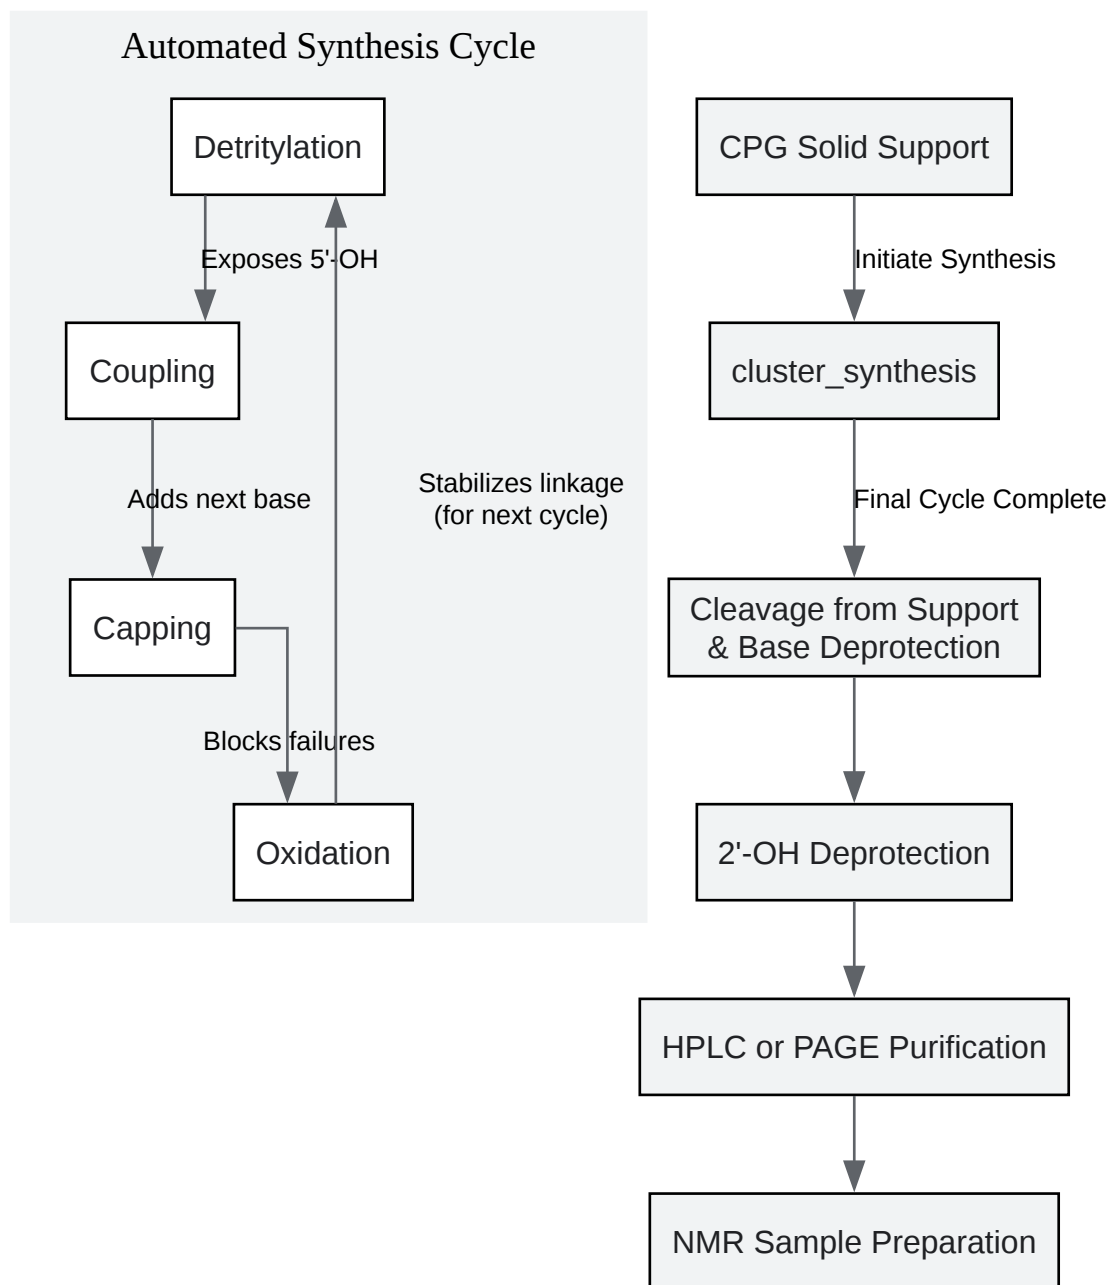 Automated Synthesis Cycle
Detritylation
Exposes 5'-OH
Coupling
Adds next base
Capping
Blocks failures
Oxidation
Stabilizes linkage
(for next cycle)
CPG Solid Support
Initiate Synthesis
cluster_synthesis
Final Cycle Complete
Cleavage from Support
& Base Deprotection
2'-OH Deprotection
HPLC or PAGE Purification
NMR Sample Preparation